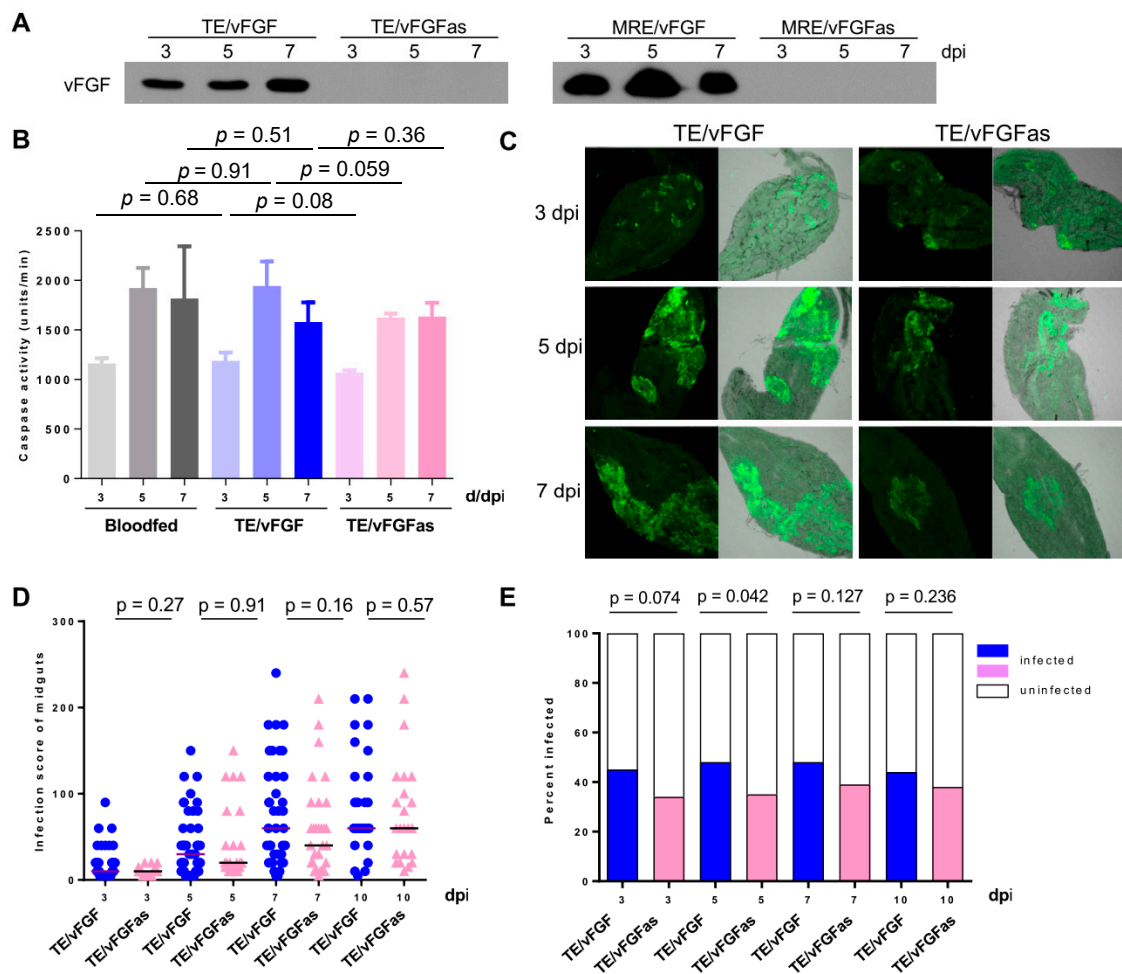 A
TE/vFGF TE/vFGFas MRE/vFGF MRE/vFGFas
3 5 7 3 5 7 3 5 7 3 5 7 dpi
vFGF
B
p = 0.51 p = 0.36
p = 0.91 p = 0.059
p = 0.68 p = 0.08
Caspase activity (units/min)
2500
2000
1500
1000
500
0
3 5 7 3 5 7 3 5 7 d/dpi
Bloodfed TE/vFGF TE/vFGFas
C
TE/vFGF TE/vFGFas
3 dpi
5 dpi
7 dpi
D
p = 0.27 p = 0.91 p = 0.16 p = 0.57
Infection score of midguts
300
200
100
0
3 3 5 5 7 7 10 10 dpi
TE/vFGF TE/vFGFas TE/vFGF TE/vFGFas TE/vFGF TE/vFGFas TE/vFGF TE/vFGFas
E
p = 0.074 p = 0.042 p = 0.127 p = 0.236
Percent infected
100
80
60
40
20
0
infected
uninfected
3 3 5 5 7 7 10 10 dpi
TE/vFGF TE/vFGFas TE/vFGF TE/vFGFas TE/vFGF TE/vFGFas TE/vFGF TE/vFGFas